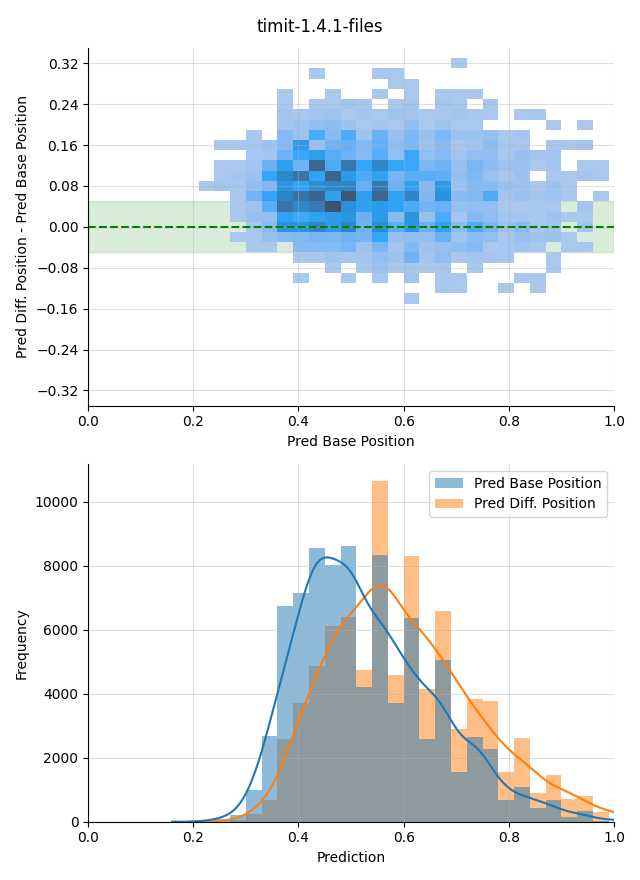 timit-1.4.1-files
0.32
0.24
0.16
0.08
0.00
−0.08
−0.16
−0.24
−0.32
Pred Diff. Position - Pred Base Position
0.0 0.2 0.4 0.6 0.8 1.0
Pred Base Position
Pred Base Position
Pred Diff. Position
10000
8000
6000
4000
2000
0
Frequency
0.0 0.2 0.4 0.6 0.8 1.0
Prediction